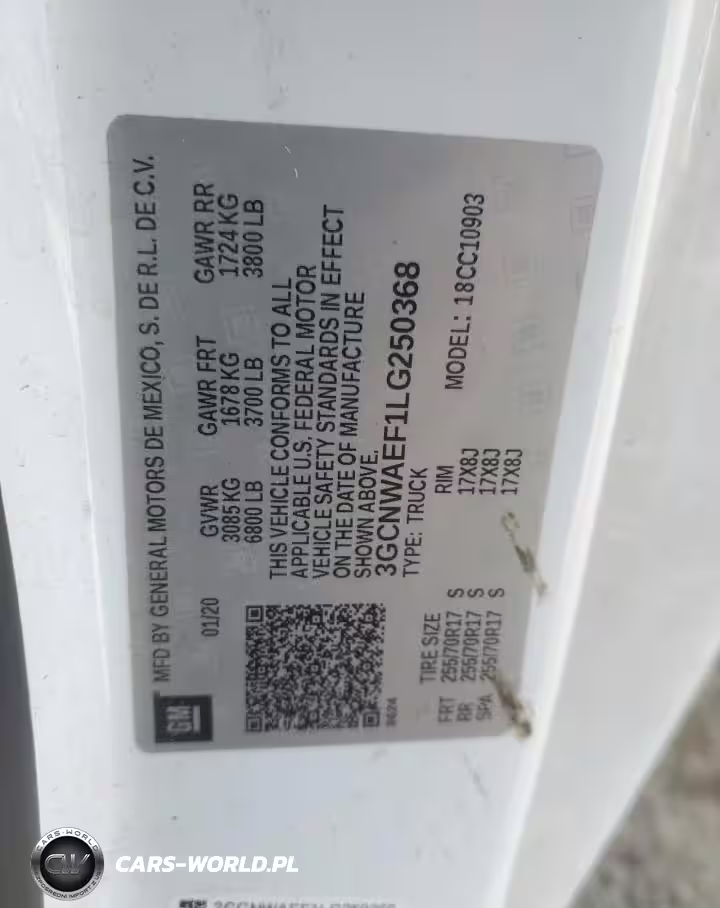 GM
MFD BY GENERAL MOTORS DE MEXICO, S. DE R.L. DE C.V.
01/20
GVWR GAWR FRT GAWR RR
3085 KG 1678 KG 1724 KG
6800 LB 3700 LB 3800 LB
THIS VEHICLE CONFORMS TO ALL
APPLICABLE U.S. FEDERAL MOTOR
VEHICLE SAFETY STANDARDS IN EFFECT
ON THE DATE OF MANUFACTURE
SHOWN ABOVE.
3GCNWAEF1LG250368
TYPE: TRUCK
TIRE SIZE RIM MODEL: 18CC10903
FRT 255/70R17 S 17X8J
RR 255/70R17 S 17X8J
SPA 255/70R17 S 17X8J
CARS-WORLD
CW
CARS-WORLD.PL